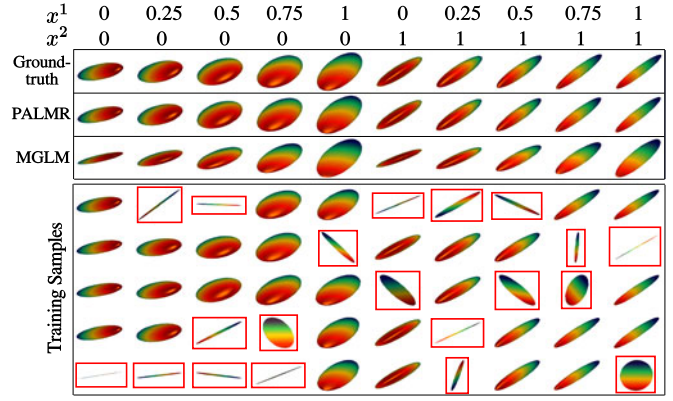 x¹ 0 0.25 0.5 0.75 1 0 0.25 0.5 0.75 1
x² 0 0 0 0 0 1 1 1 1 1
Ground-
truth
PALMR
MGLM
Training Samples